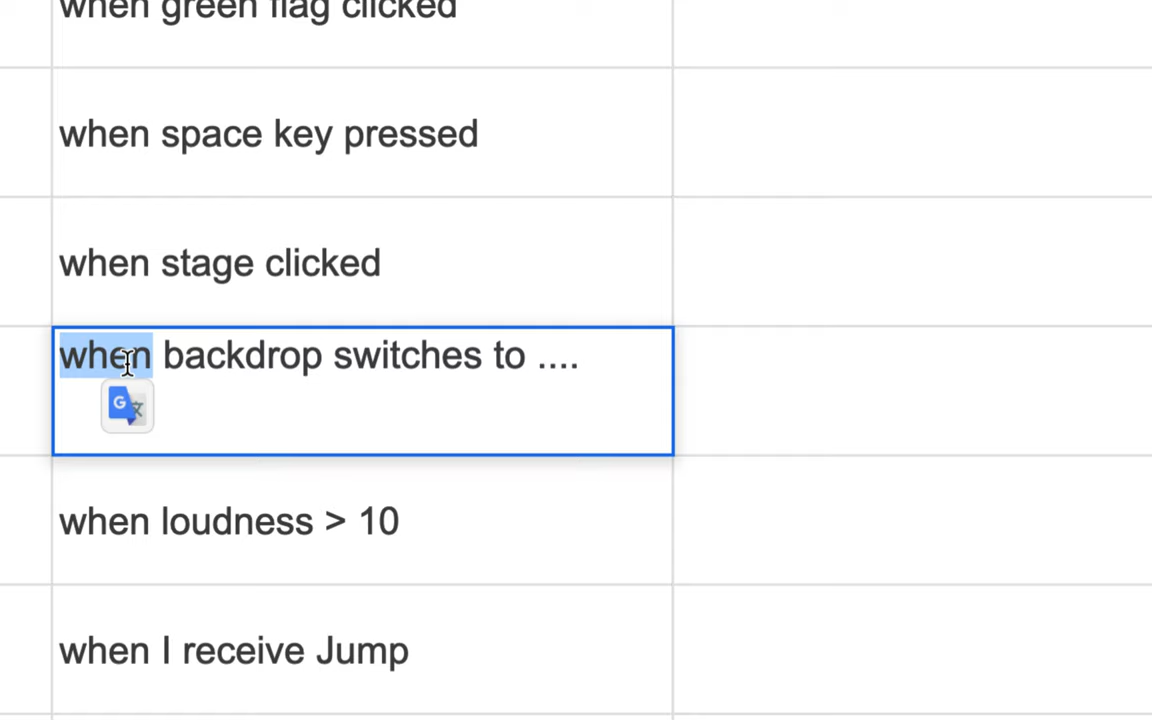 when green flag clicked
when space key pressed
when stage clicked
when backdrop switches to ....
when loudness > 10
when I receive Jump